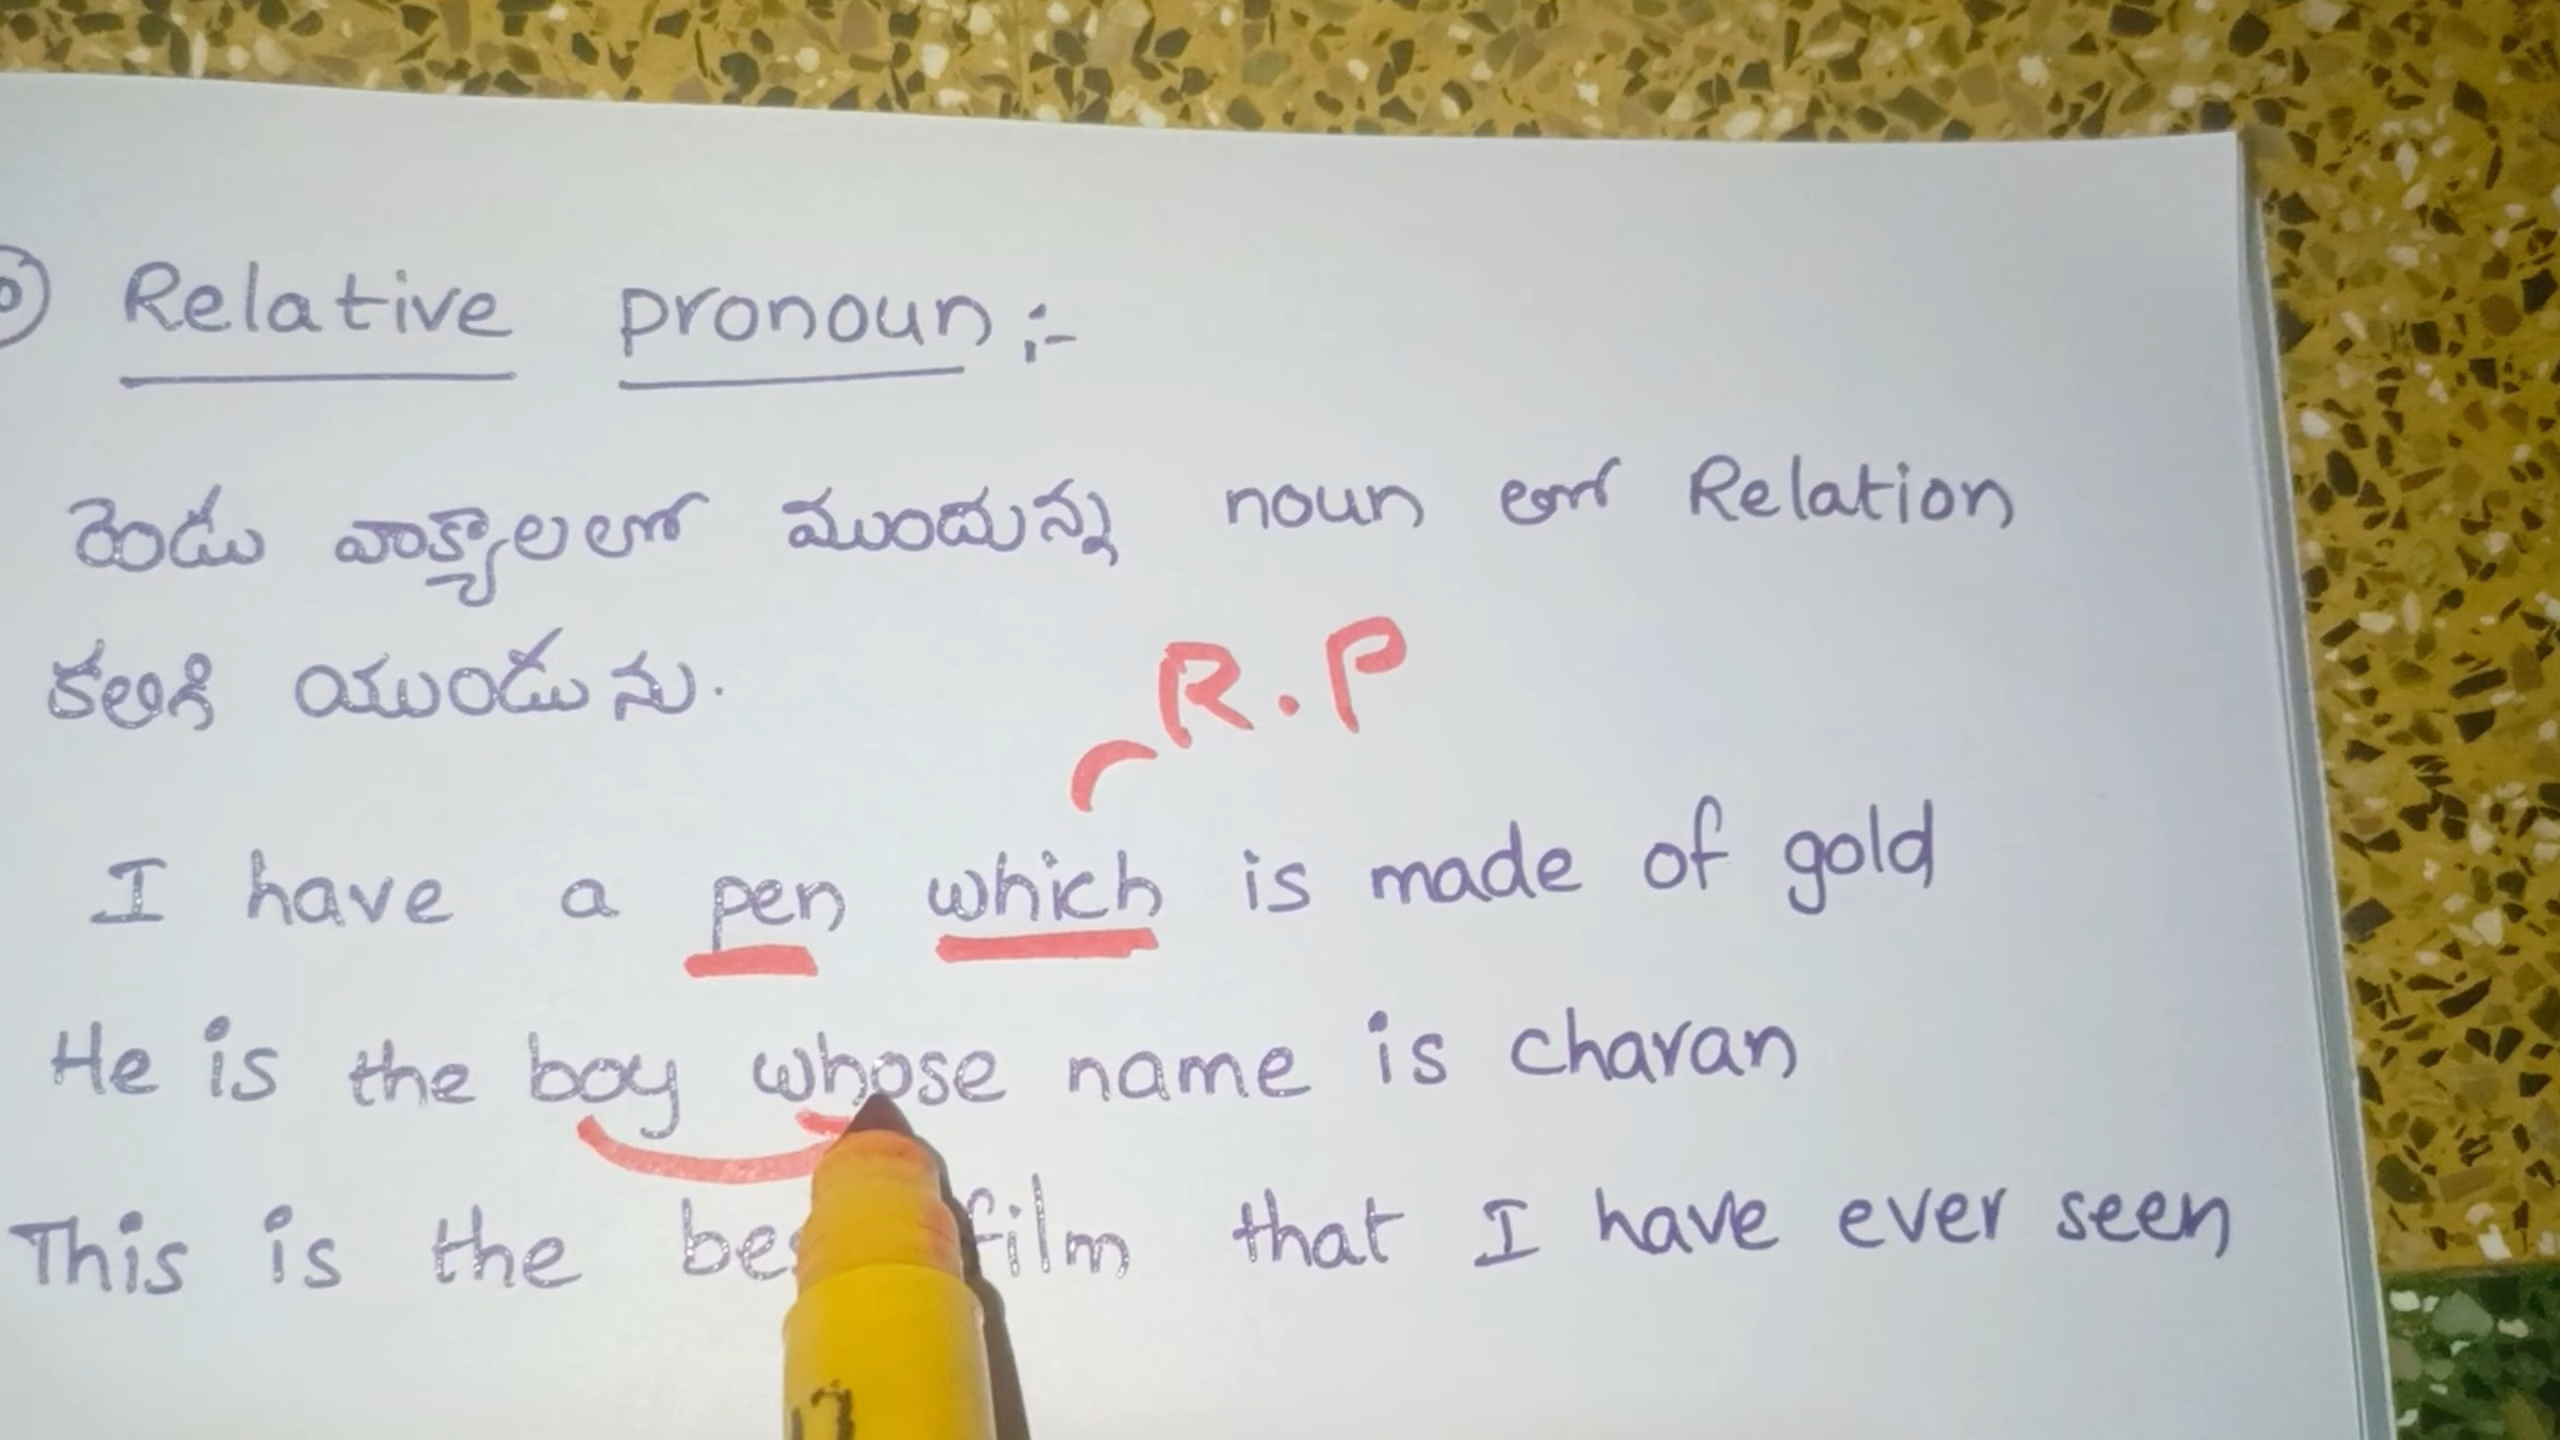 Relative pronoun :-
రెండు వాక్యాలలో ముందున్న noun తో Relation
కలిగి యుండును.
R.P
I have a pen which is made of gold
He is the boy whose name is charan
This is the film that I have ever seen